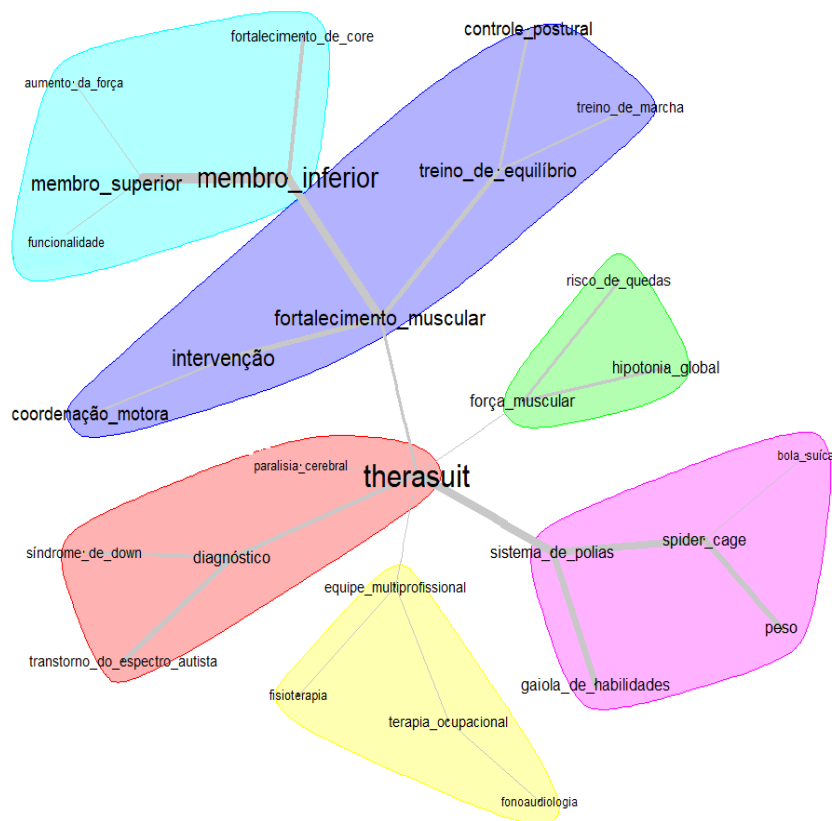 controle_postural
fortalecimento_de_core
aumento_da_força
treino_de_marcha
membro_superior
membro_inferior
treino_de_equilíbrio
funcionalidade
risco_de_quedas
fortalecimento_muscular
intervenção
hipotonia_global
coordenação_motora
força_muscular
paralisia_cerebral
therasuit
bola_suíca
síndrome_de_down
diagnóstico
sistema_de_polias
spider_cage
equipe_multiprofissional
peso
transtorno_do_espectro_autista
fisioterapia
gaiola_de_habilidades
terapia_ocupacional
fonoaudiologia